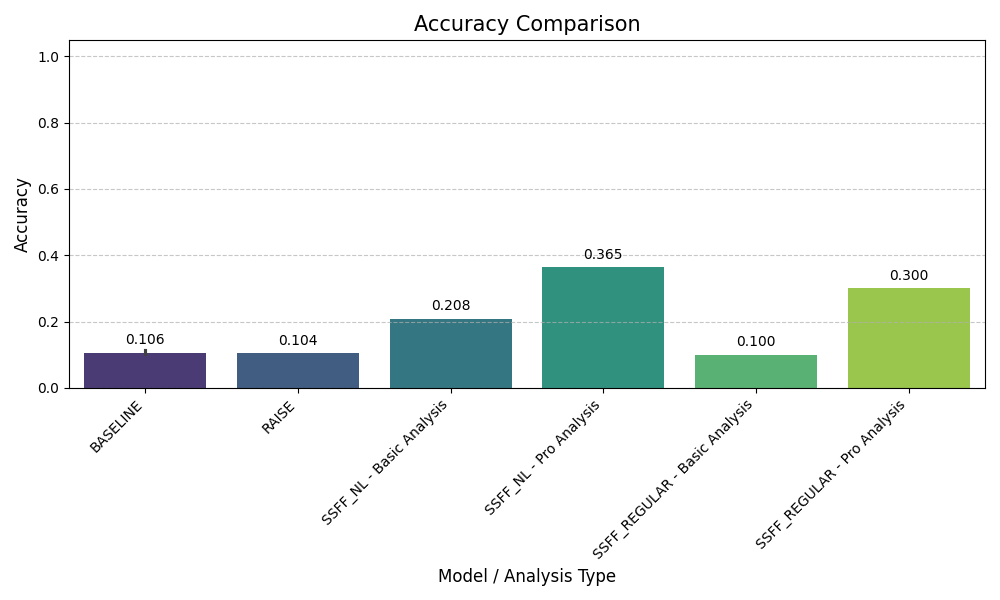 Accuracy Comparison
Accuracy
1.0
0.8
0.6
0.4
0.2
0.0
0.106
0.104
0.208
0.365
0.100
0.300
BASELINE
RAISE
SSFF_NL - Basic Analysis
SSFF_NL - Pro Analysis
SSFF_REGULAR - Basic Analysis
SSFF_REGULAR - Pro Analysis
Model / Analysis Type